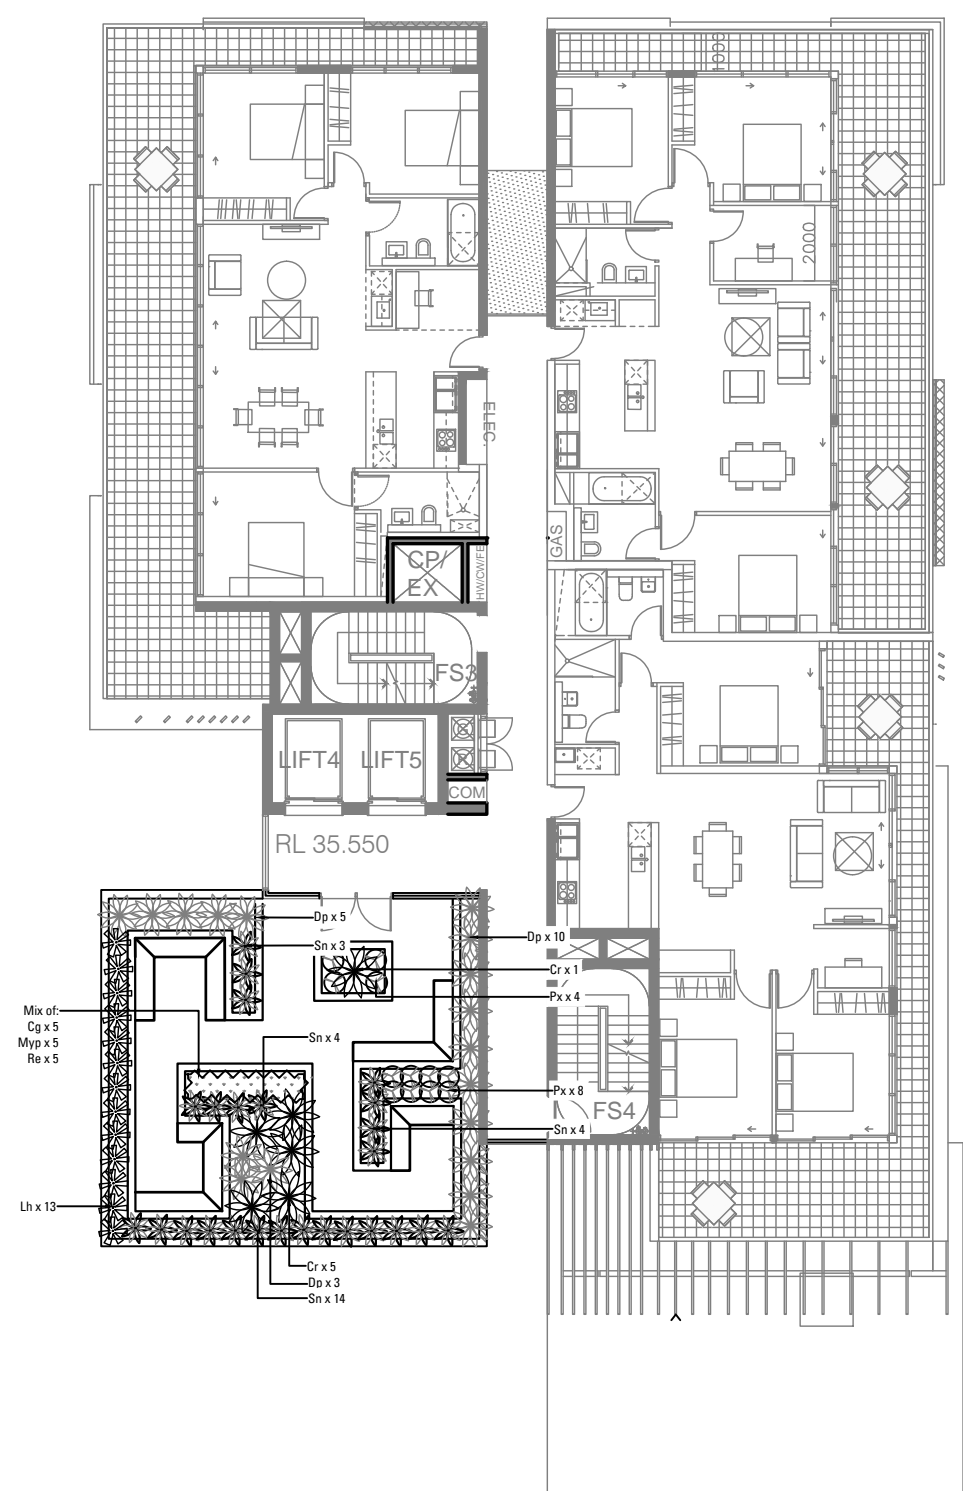 1000
2000
ELEC
GAS
CP/
EX
HW/CW/FE
FS3
LIFT4
LIFT5
G
R
COM
RL 35.550
Dp x 5
Dp x 10
Sn x 3
Cr x 1
Px x 4
Mix of:
Cg x 5
Myp x 5
Re x 5
Sn x 4
Px x 8
FS4
Sn x 4
Lh x 13
Cr x 5
Dp x 3
Sn x 14